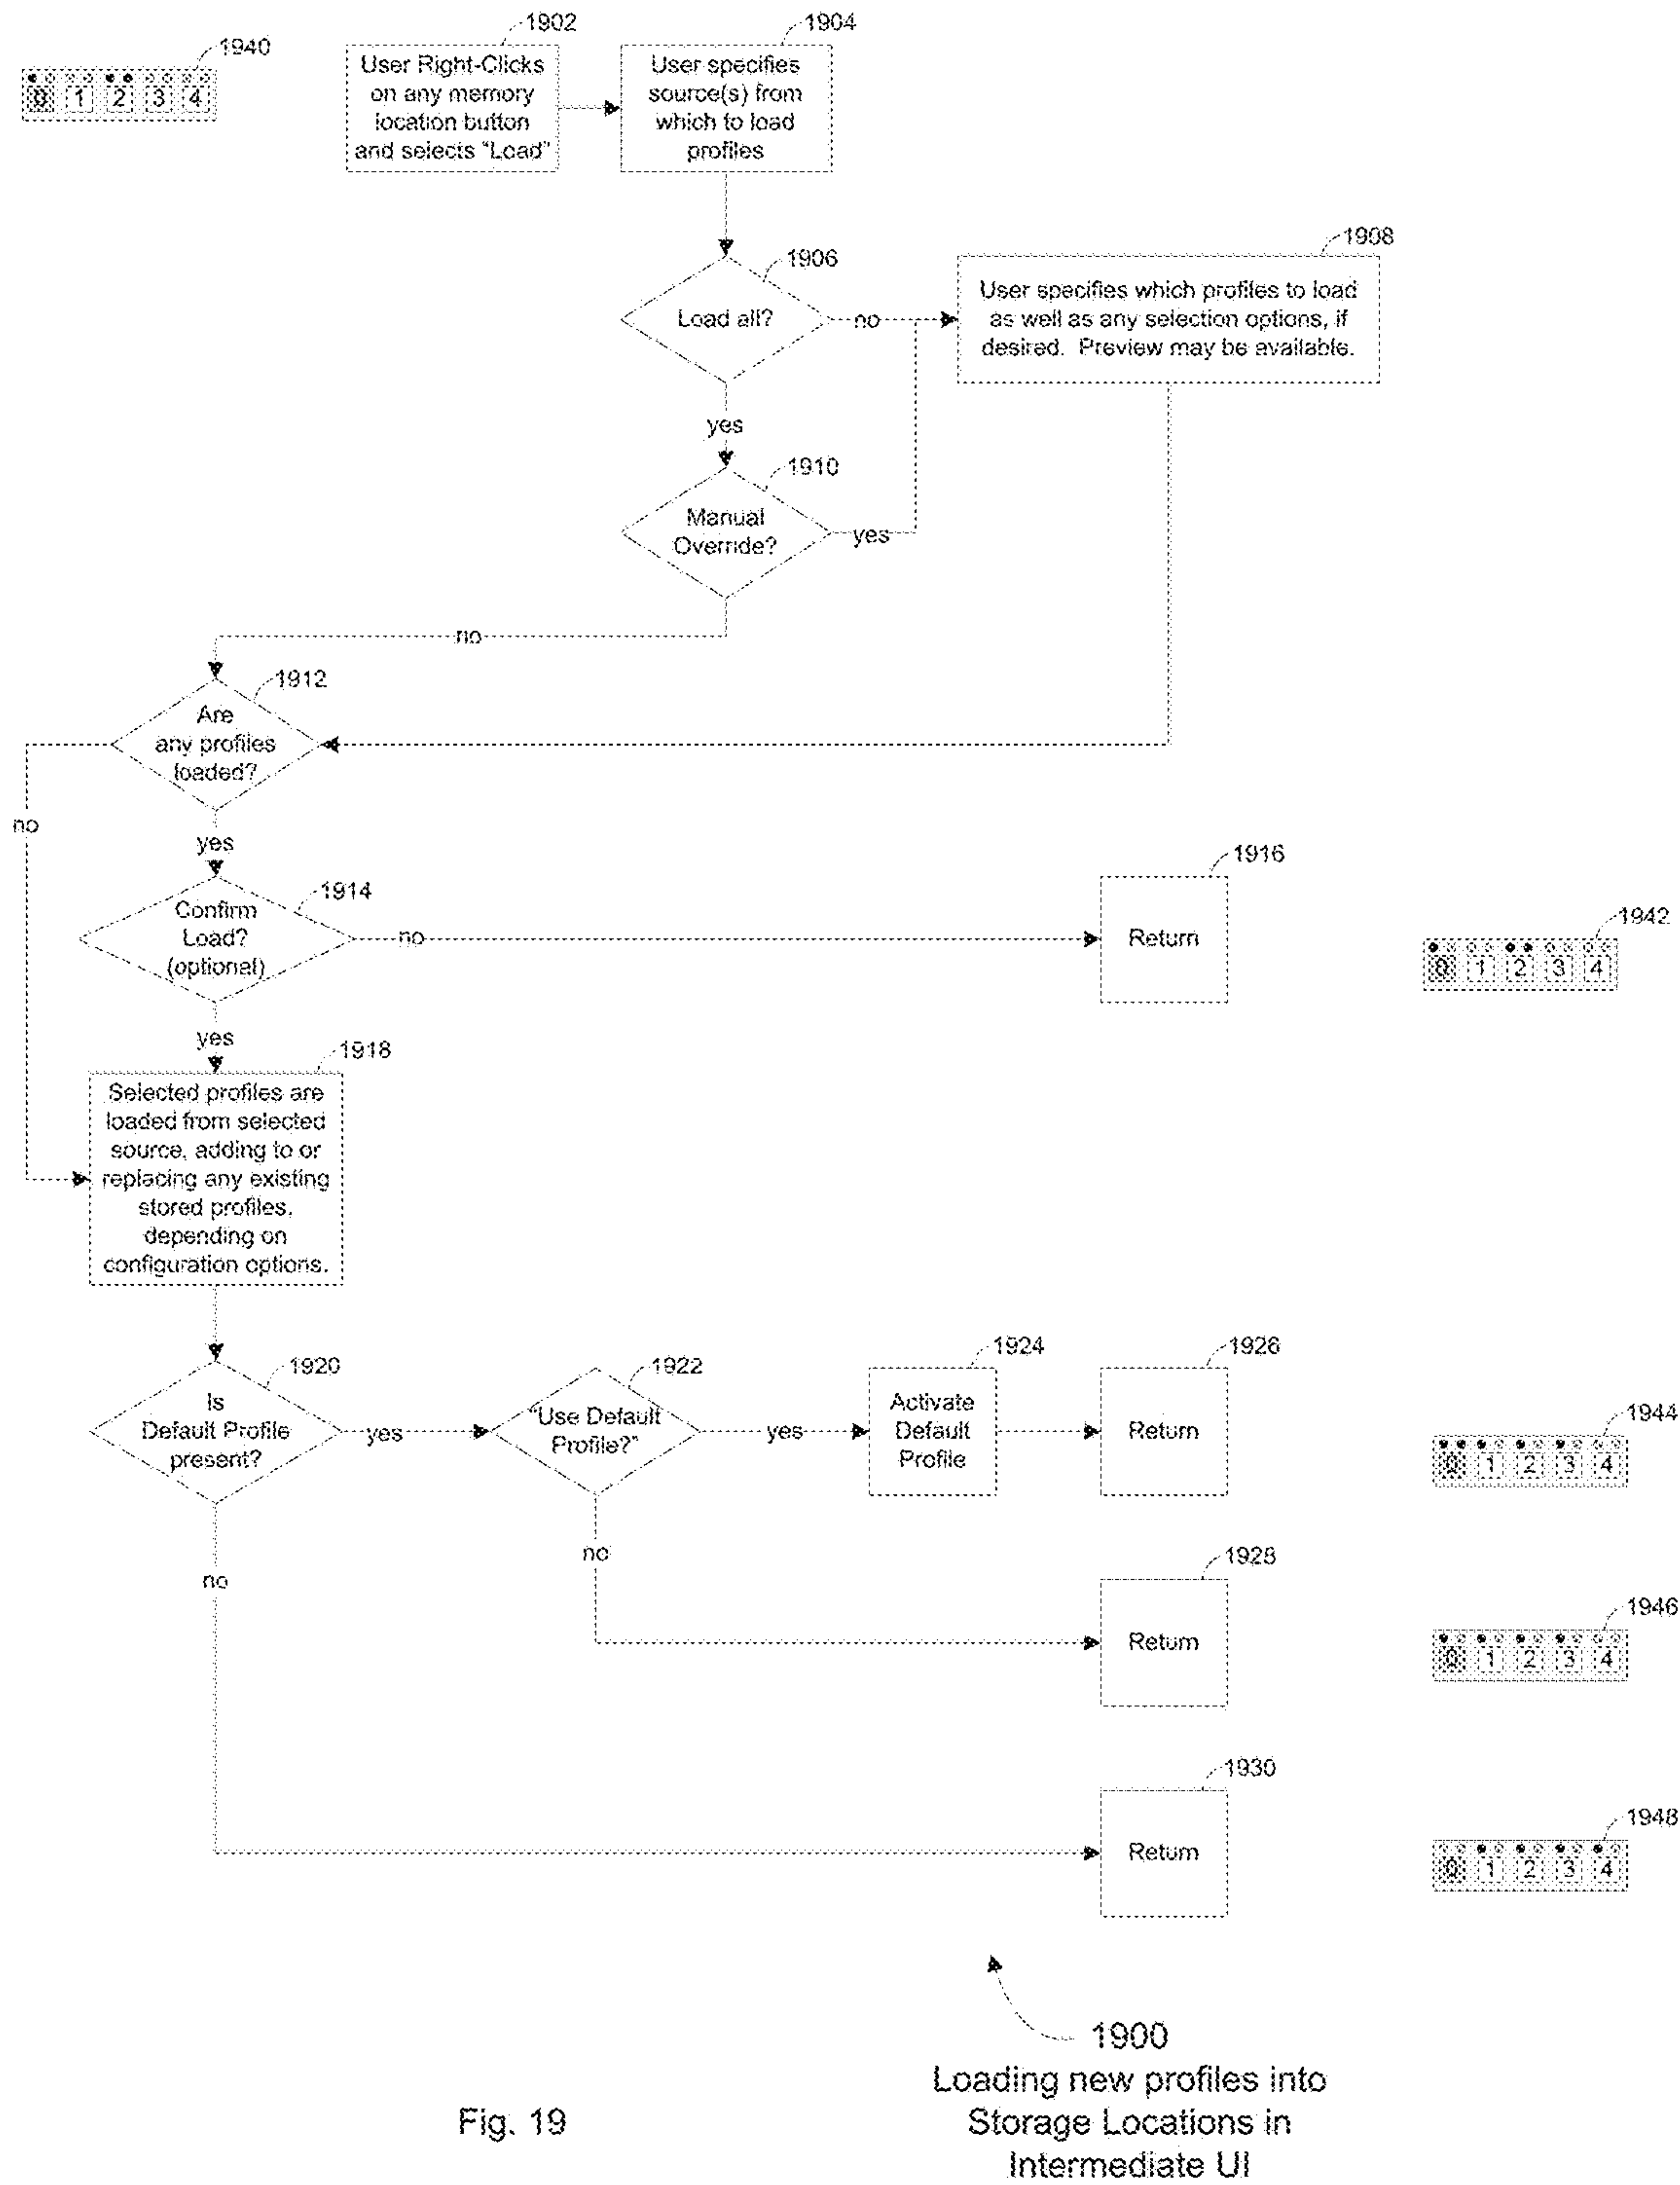 1940
0 1 2 3 4
1902
User Right-Clicks
on any memory
location button
and selects "Load"
1904
User specifies
source(s) from
which to load
profiles
1906
Load all?
no
yes
1908
User specifies which profiles to load
as well as any selection options, if
desired. Preview may be available.
1910
Manual
Override?
yes
no
1912
Are
any profiles
loaded?
no
yes
1914
Confirm
Load?
(optional)
no
yes
1916
Return
1942
0 1 2 3 4
1918
Selected profiles are
loaded from selected
source, adding to or
replacing any existing
stored profiles,
depending on
configuration options.
1920
Is
Default Profile
present?
yes
no
1922
"Use Default
Profile?"
yes
no
1924
Activate
Default
Profile
1926
Return
1944
0 1 2 3 4
1928
Return
1946
0 1 2 3 4
1930
Return
1948
0 1 2 3 4
1900
Loading new profiles into
Storage Locations in
Intermediate UI
Fig. 19